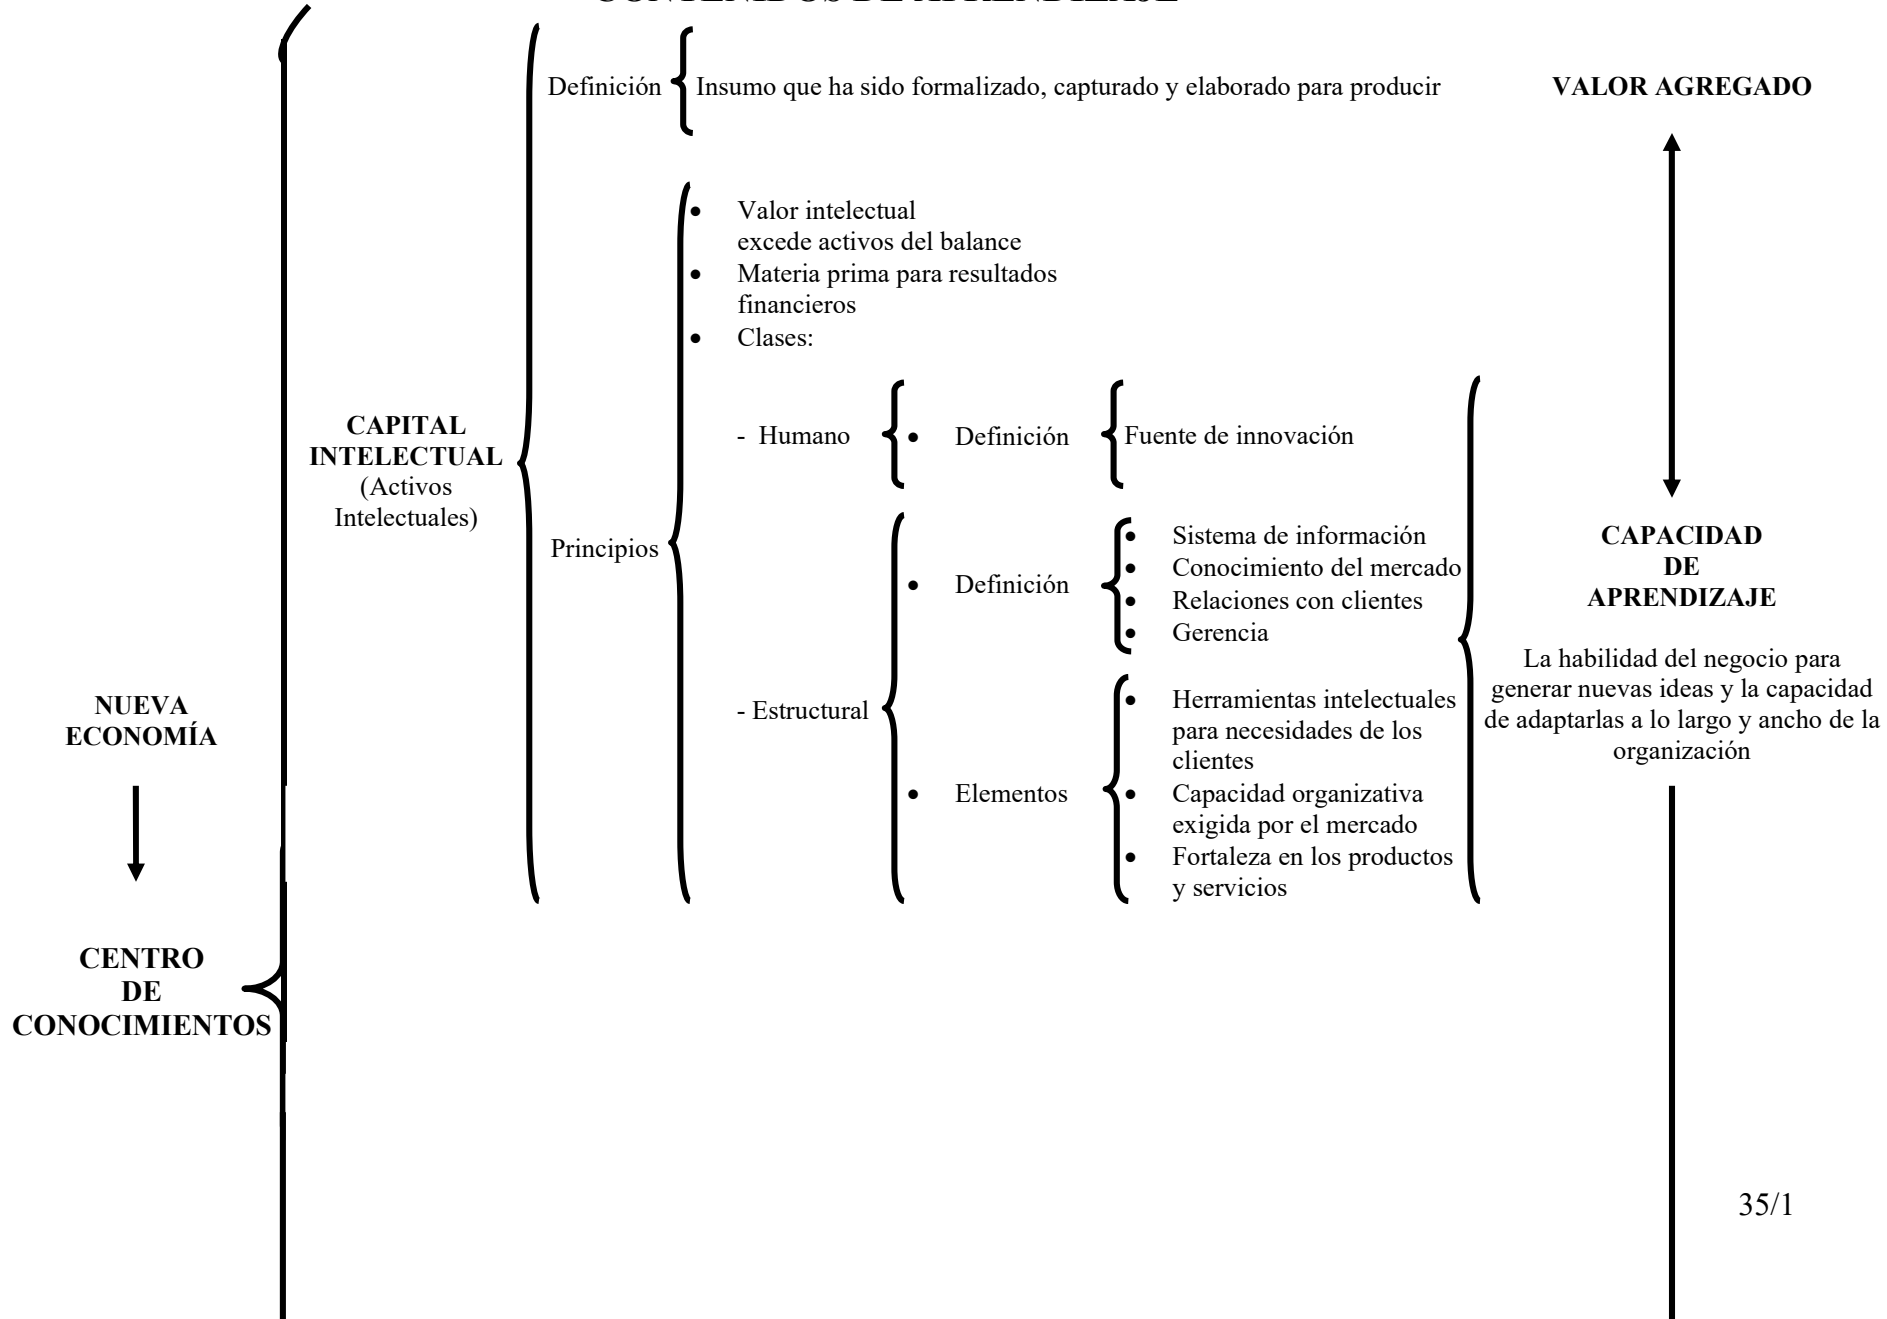 CONTENIDOS DE APRENDIZAJE
Definición
Insumo que ha sido formalizado, capturado y elaborado para producir
VALOR AGREGADO
• Valor intelectual
excede activos del balance
• Materia prima para resultados
financieros
• Clases:
CAPITAL
INTELECTUAL
(Activos
Intelectuales)
Principios
- Humano
• Definición
Fuente de innovación
- Estructural
• Definición
• Sistema de información
• Conocimiento del mercado
• Relaciones con clientes
• Gerencia
• Elementos
• Herramientas intelectuales
para necesidades de los
clientes
• Capacidad organizativa
exigida por el mercado
• Fortaleza en los productos
y servicios
CAPACIDAD
DE
APRENDIZAJE
La habilidad del negocio para
generar nuevas ideas y la capacidad
de adaptarlas a lo largo y ancho de la
organización
NUEVA
ECONOMÍA
CENTRO
DE
CONOCIMIENTOS
35/1